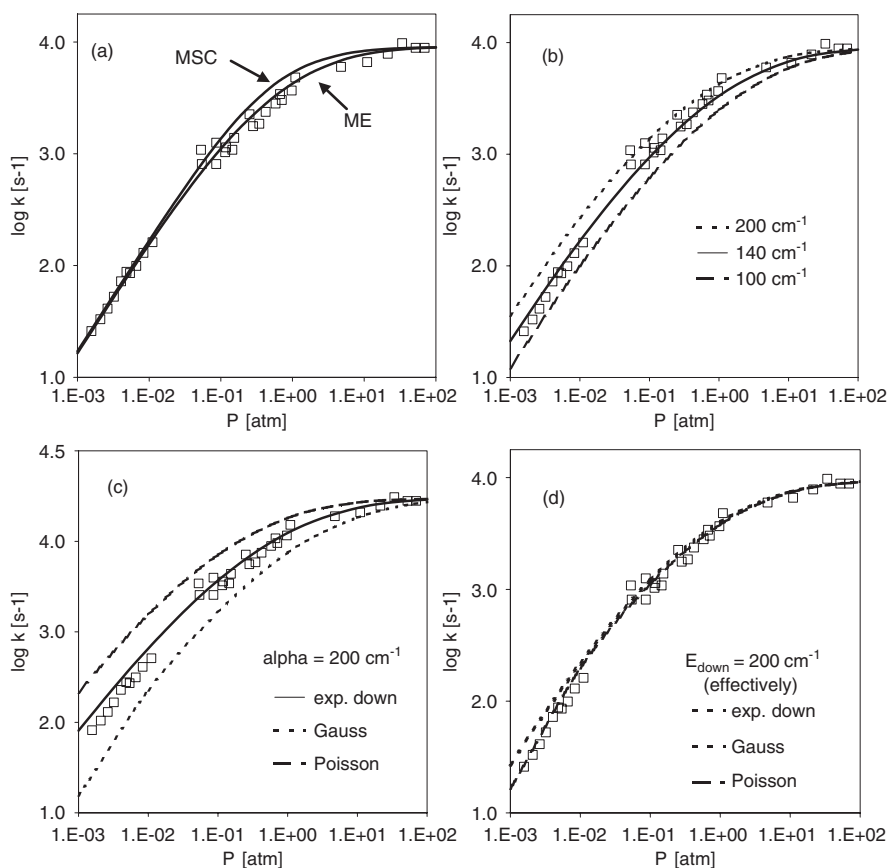 (a)
MSC
ME
4.0
3.0
2.0
1.0
log k [s-1]
1.E-03 1.E-02 1.E-01 1.E+00 1.E+01 1.E+02
P [atm]
(b)
4.0
3.0
2.0
1.0
log k [s-1]
200 cm-1
140 cm-1
100 cm-1
1.E-03 1.E-02 1.E-01 1.E+00 1.E+01 1.E+02
P [atm]
(c)
4.5
4.0
3.0
2.0
1.0
log k [s-1]
alpha = 200 cm-1
exp. down
Gauss
Poisson
1.E-03 1.E-02 1.E-01 1.E+00 1.E+01 1.E+02
P [atm]
(d)
4.0
3.0
2.0
1.0
log k [s-1]
Edown = 200 cm-1
(effectively)
exp. down
Gauss
Poisson
1.E-03 1.E-02 1.E-01 1.E+00 1.E+01 1.E+02
P [atm]